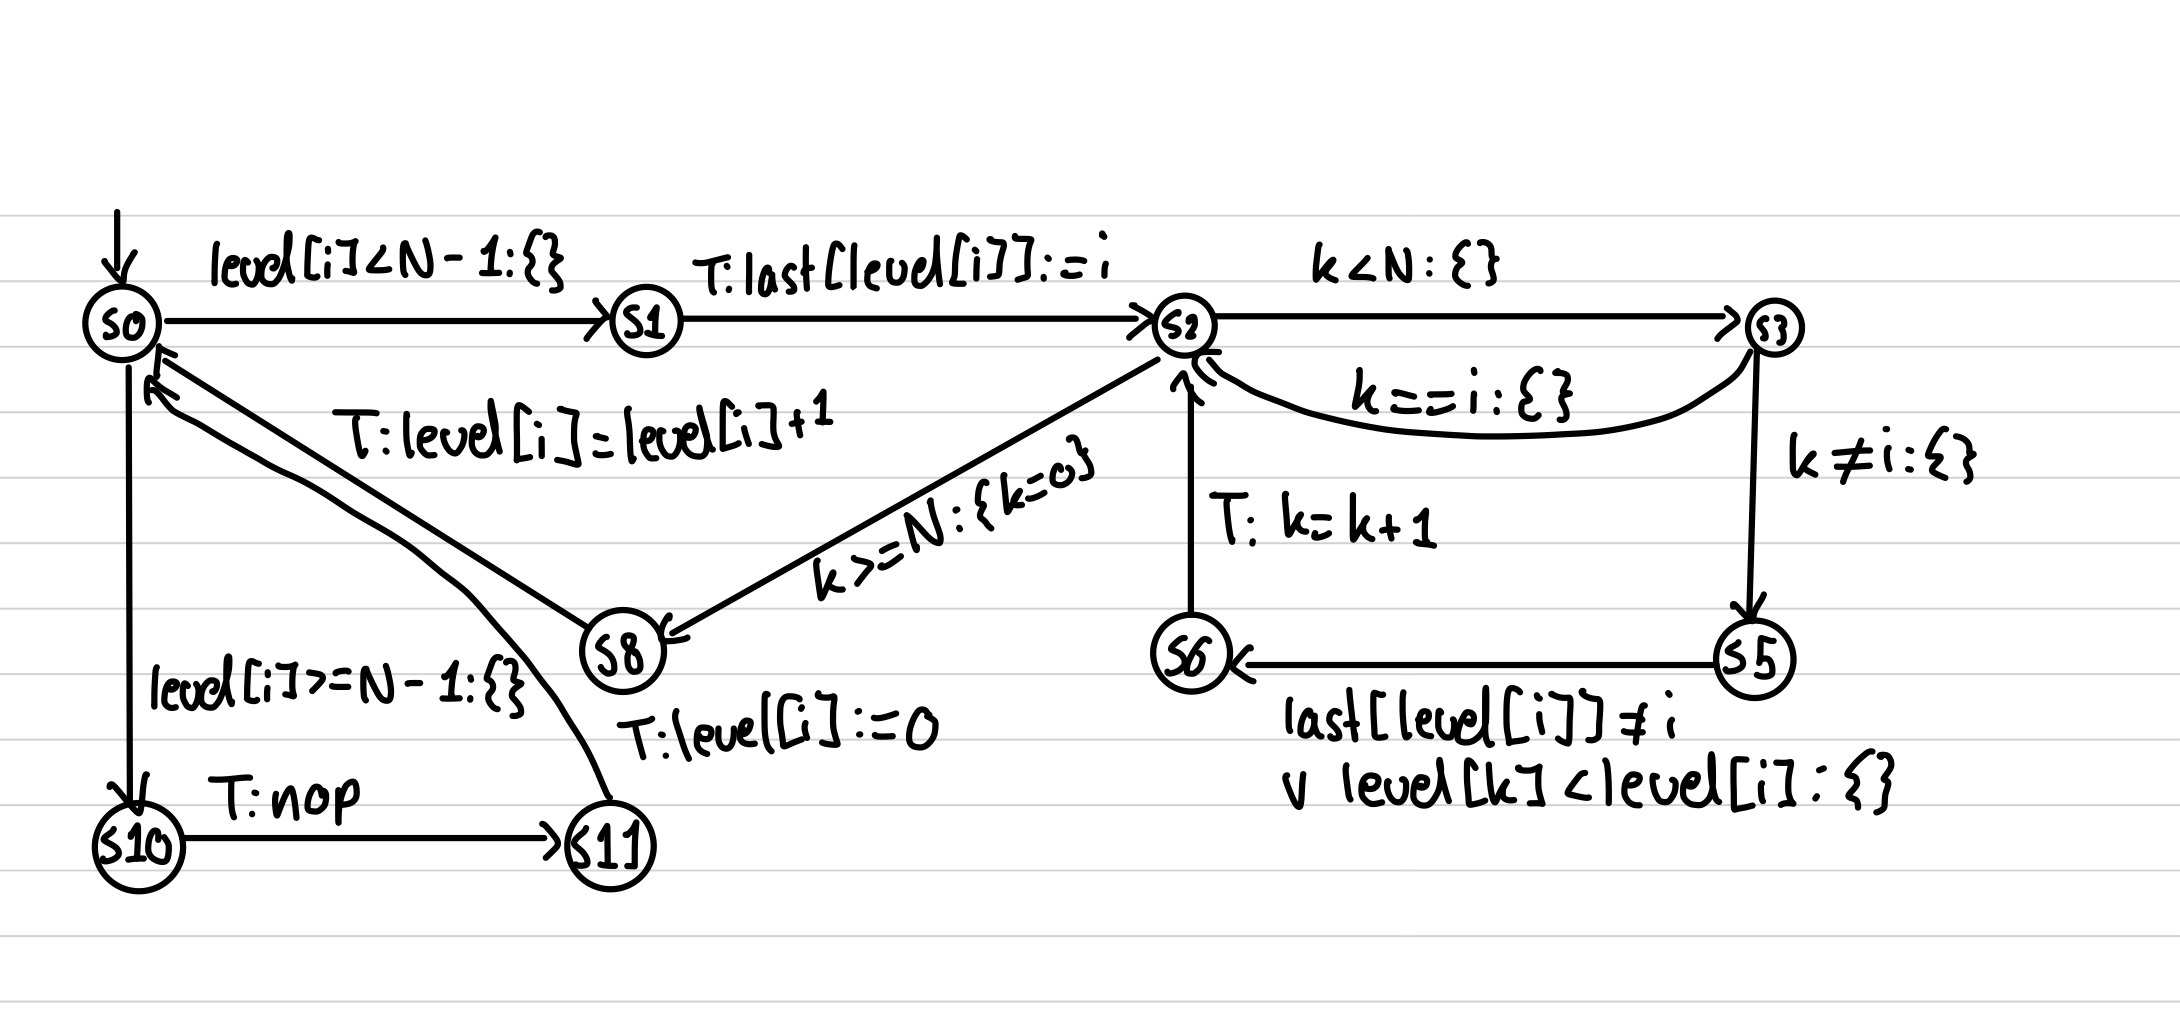 level[i]<N-1:{}
T:last[level[i]]:=i
k<N:{}
S0
S1
S2
S3
k==i:{}
T:level[i]=level[i]+1
k≠i:{}
k>=N:{k=0}
T: k=k+1
S8
S6
S5
level[i]>=N-1:{}
T:level[i]:=0
last[level[i]]≠i
∨ level[k]<level[i]:{}
T:nop
S10
S11